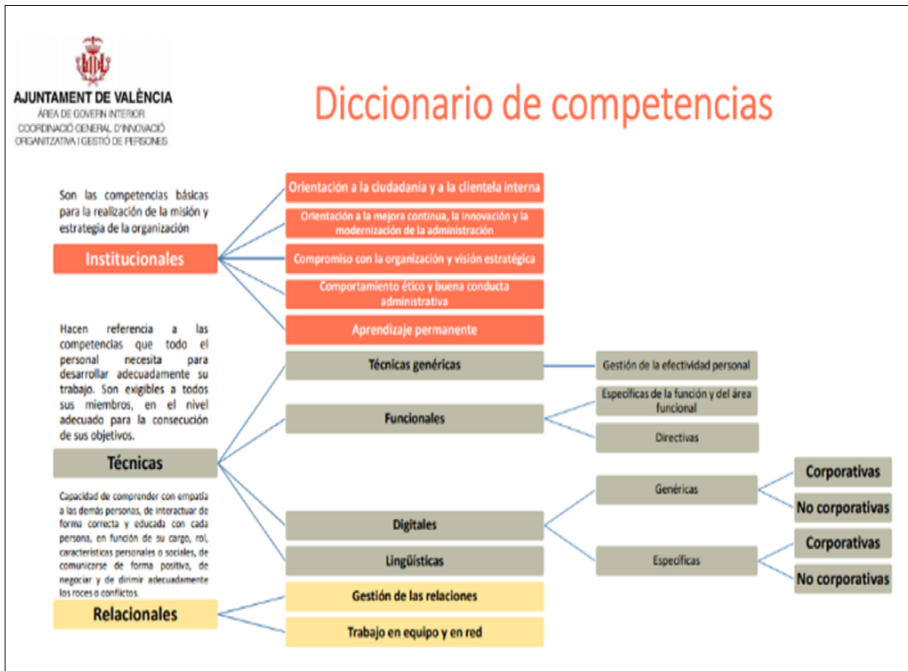 AJUNTAMENT DE VALÈNCIA
ÀREA DE GOVERN INTERIOR
COORDINACIÓ GENERAL D'INNOVACIÓ
ORGANITZATIVA I GESTIÓ DE PERSONES
Diccionario de competencias
Son las competencias básicas
para la realización de la misión y
estrategia de la organización
Institucionales
Orientación a la ciudadanía y a la clientela interna
Orientación a la mejora continua, la innovación y la
modernización de la administración
Compromiso con la organización y visión estratégica
Comportamiento ético y buena conducta
administrativa
Aprendizaje permanente
Hacen referencia a las
competencias que todo el
personal necesita para
desarrollar adecuadamente su
trabajo. Son exigibles a todos
sus miembros, en el nivel
adecuado para la consecución
de sus objetivos.
Técnicas
Técnicas genéricas
Gestión de la efectividad personal
Funcionales
Específicas de la función y del área
funcional
Directivas
Digitales
Genéricas
Corporativas
No corporativas
Específicas
Corporativas
No corporativas
Lingüísticas
Capacidad de comprender con empatía
a las demás personas, de interactuar de
forma correcta y educada con cada
persona, en función de su cargo, rol,
características personales o sociales, de
comunicarse de forma positiva, de
negociar y de dirimir adecuadamente
los roces o conflictos.
Relacionales
Gestión de las relaciones
Trabajo en equipo y en red